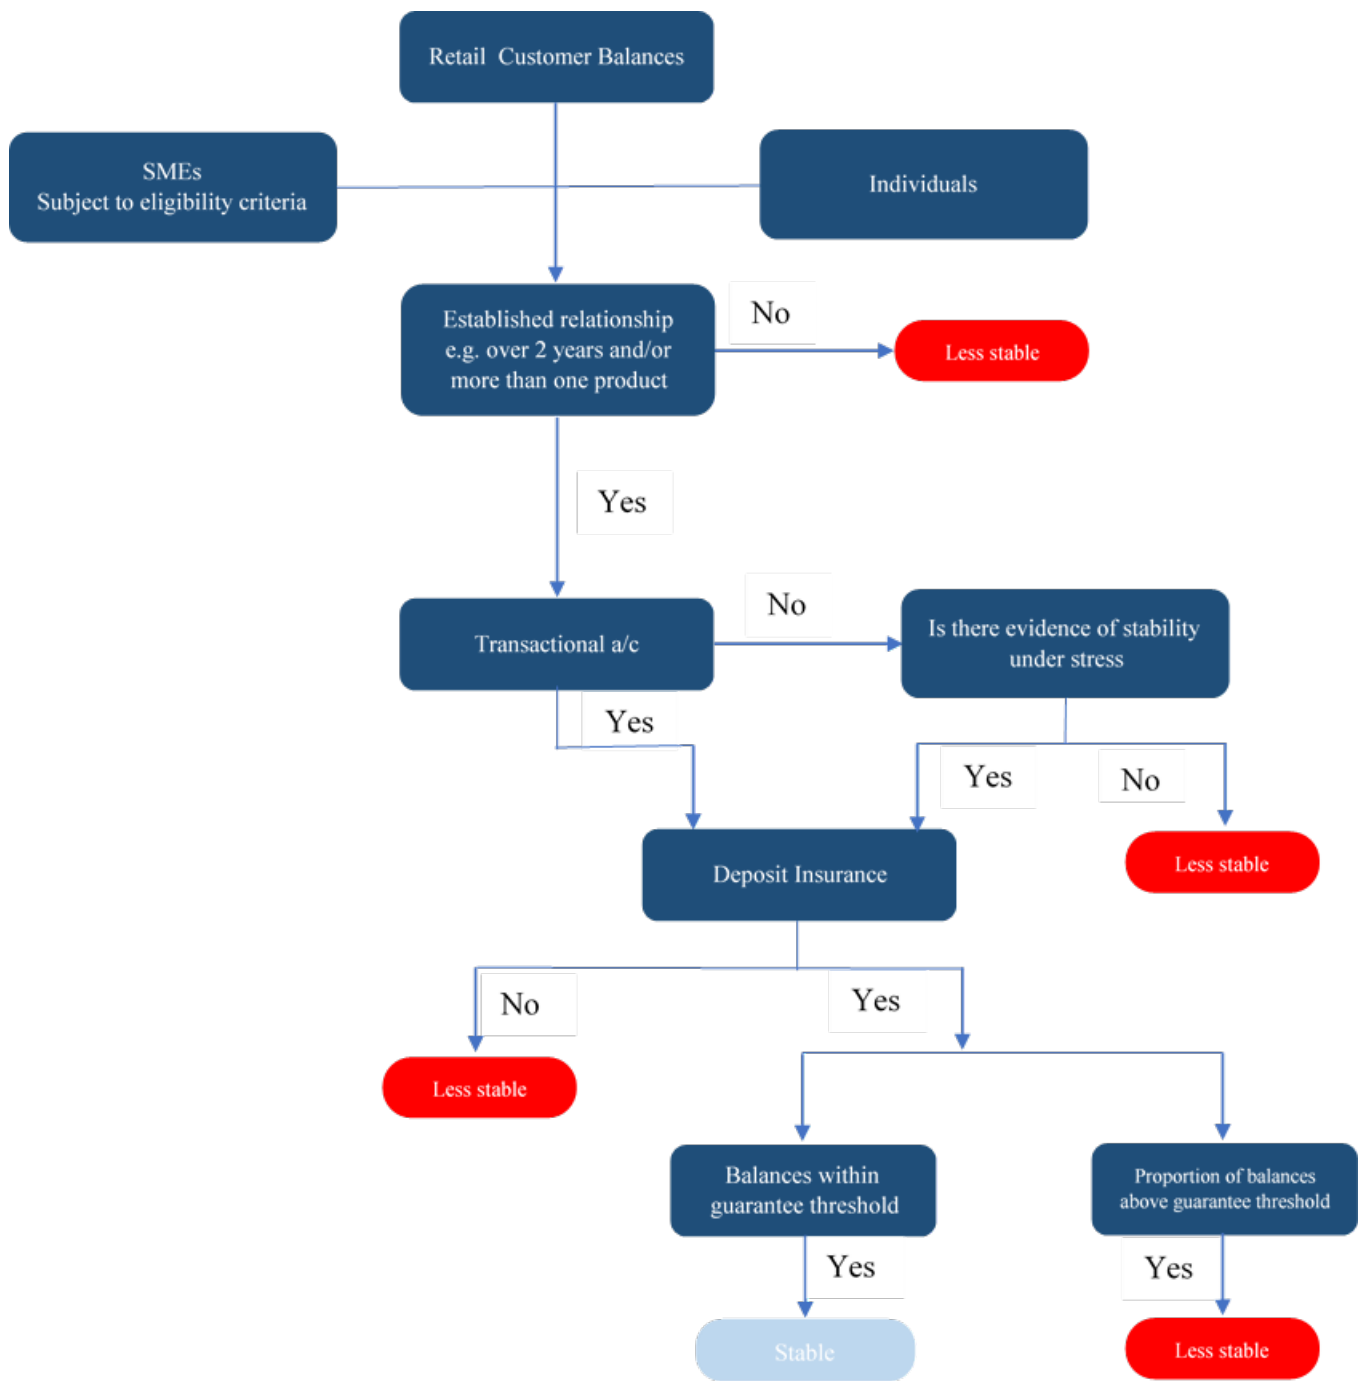 Retail Customer Balances
SMEs
Subject to eligibility criteria
Individuals
Established relationship
e.g. over 2 years and/or
more than one product
No
Less stable
Yes
Transactional a/c
No
Is there evidence of stability
under stress
Yes
Yes
No
Less stable
Deposit Insurance
No
Yes
Less stable
Balances within
guarantee threshold
Proportion of balances
above guarantee threshold
Yes
Yes
Stable
Less stable